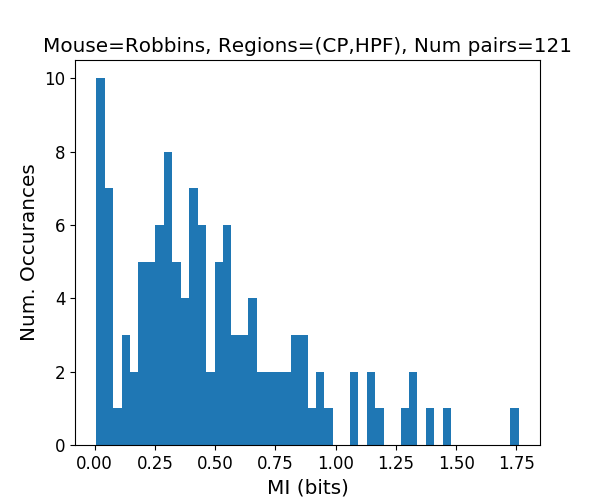 Mouse=Robbins, Regions=(CP,HPF), Num pairs=121
10
8
6
4
2
0
Num. Occurances
0.00 0.25 0.50 0.75 1.00 1.25 1.50 1.75
MI (bits)